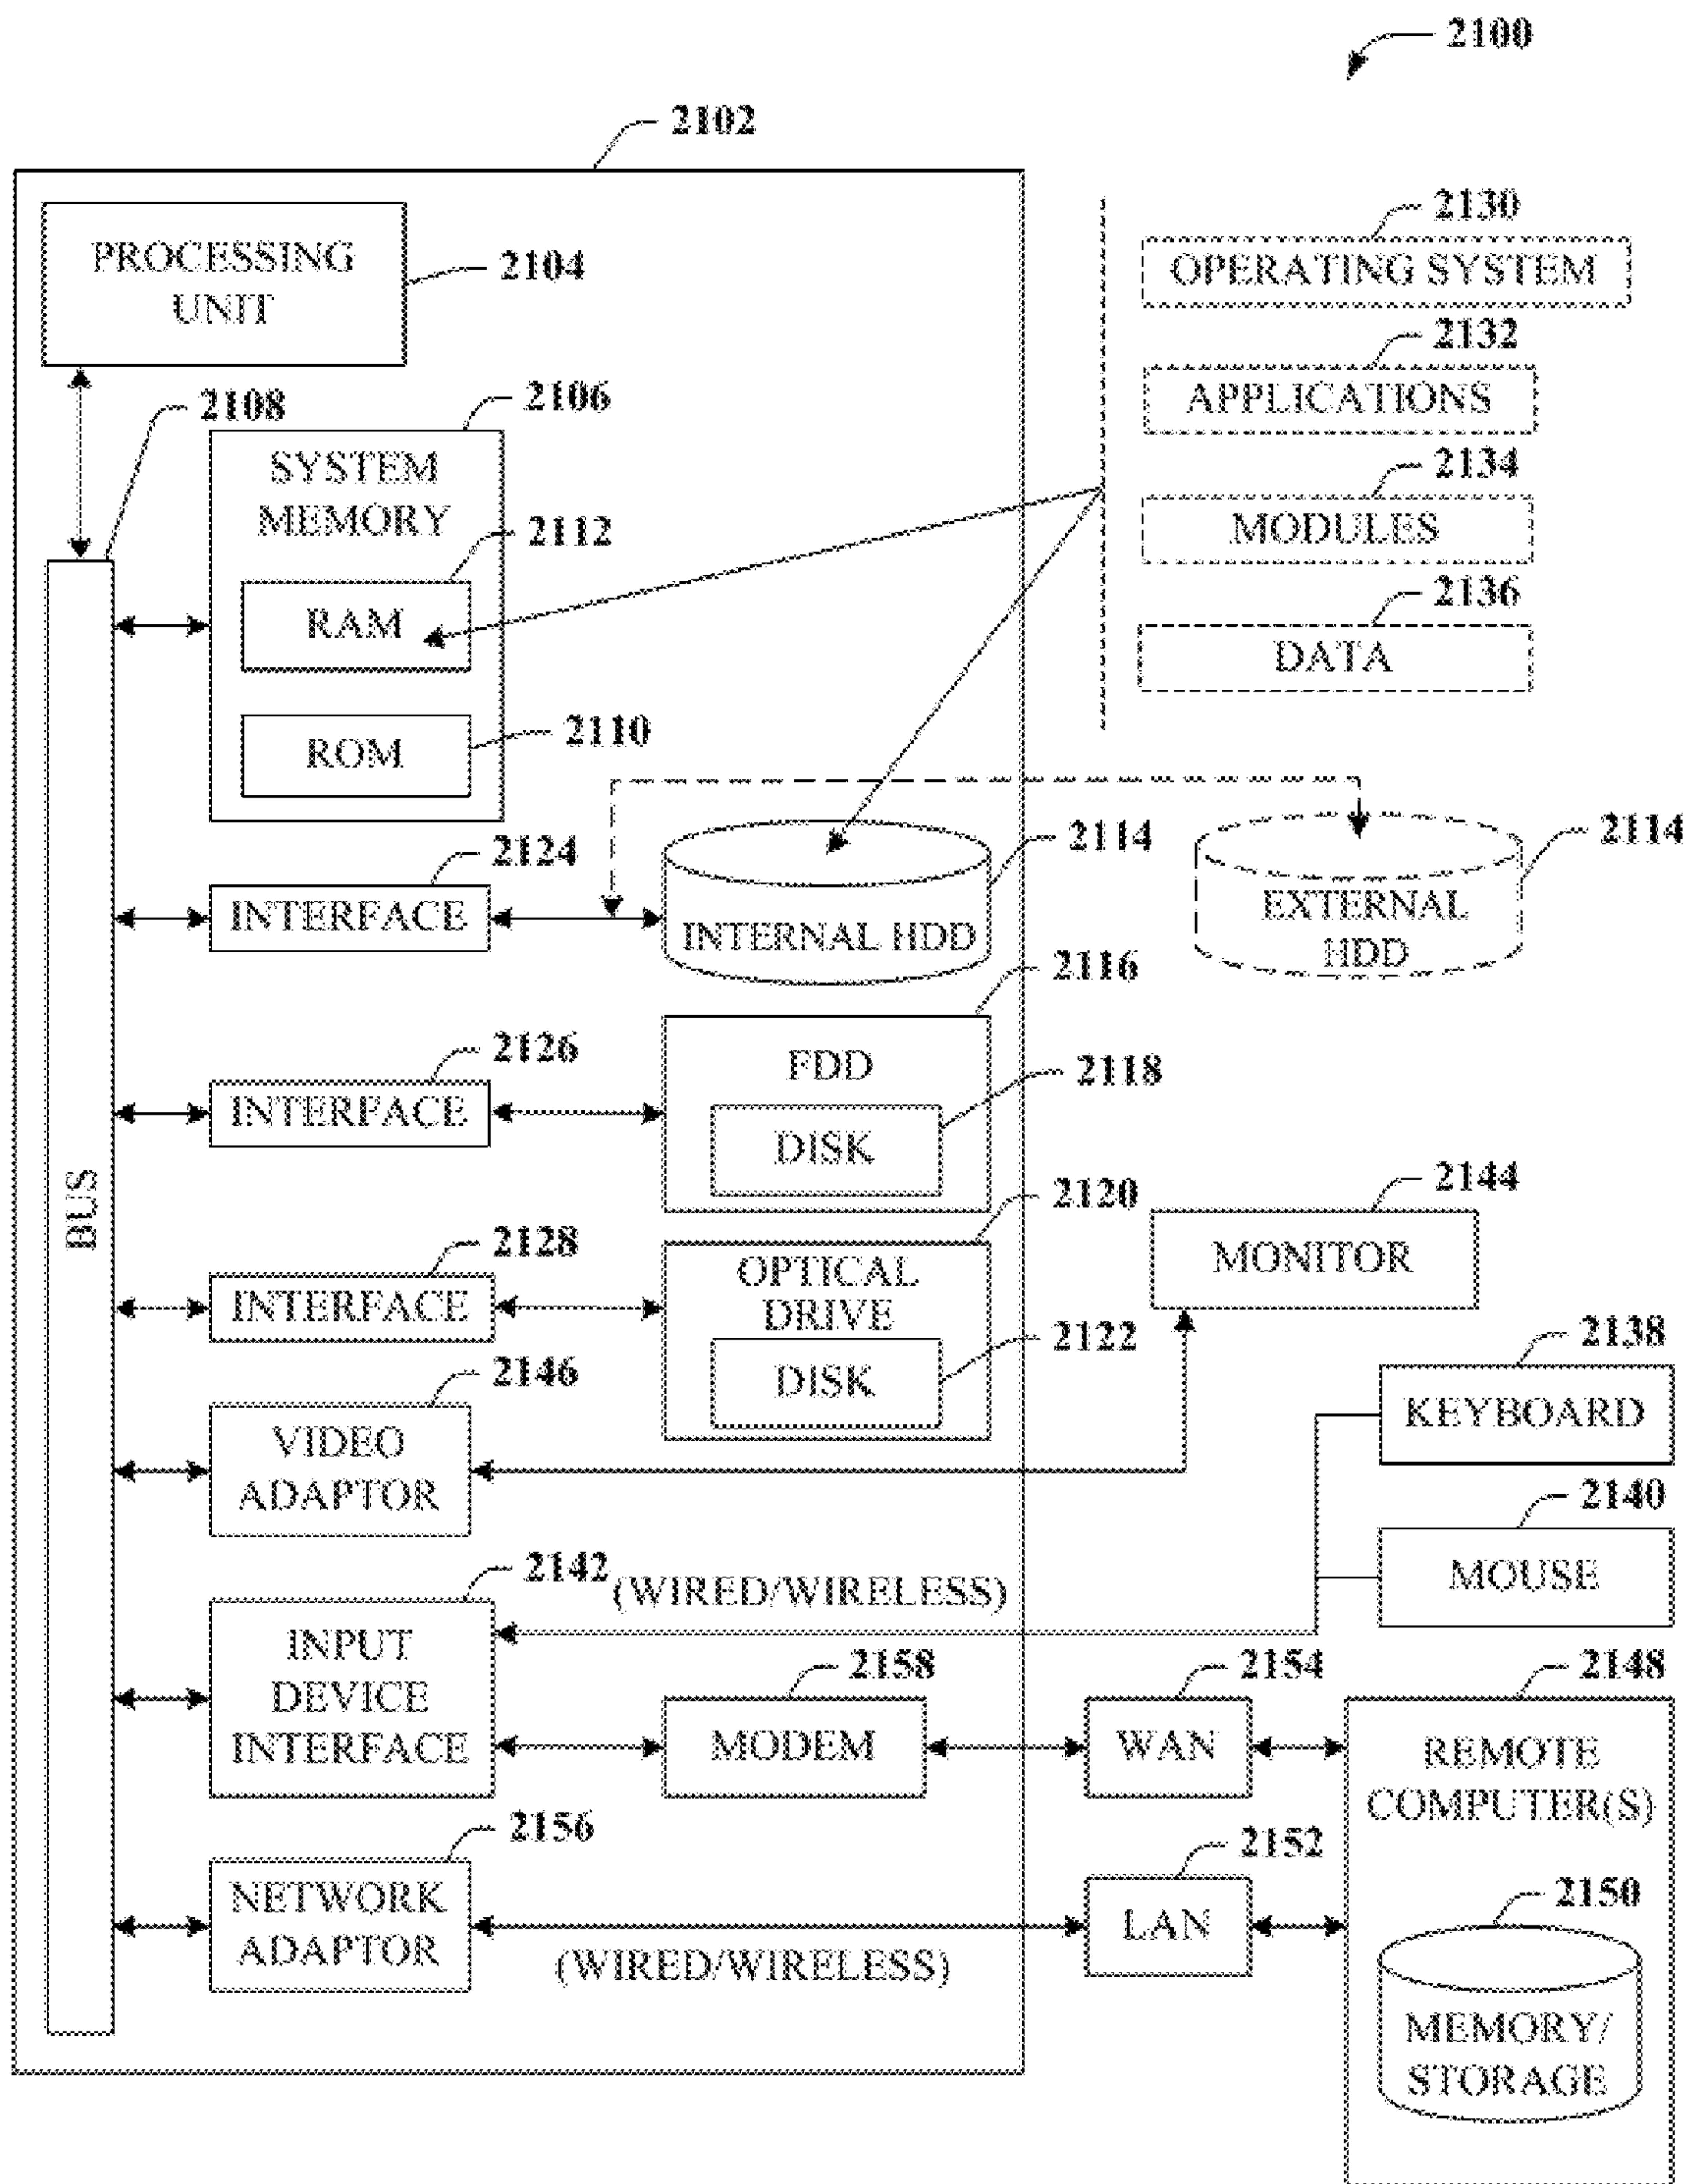 2100
2102
PROCESSING
UNIT
2104
2130
OPERATING SYSTEM
2132
APPLICATIONS
2134
MODULES
2136
DATA
2108
2106
SYSTEM
MEMORY
2112
RAM
2110
ROM
2124
INTERFACE
2114
INTERNAL HDD
2114
EXTERNAL
HDD
2126
INTERFACE
2116
FDD
2118
DISK
BUS
2128
INTERFACE
2120
OPTICAL
DRIVE
2122
DISK
2144
MONITOR
2146
VIDEO
ADAPTOR
2138
KEYBOARD
2140
MOUSE
2142
(WIRED/WIRELESS)
INPUT
DEVICE
INTERFACE
2158
MODEM
2154
WAN
2148
REMOTE
COMPUTER(S)
2156
NETWORK
ADAPTOR
(WIRED/WIRELESS)
2152
LAN
2150
MEMORY/
STORAGE